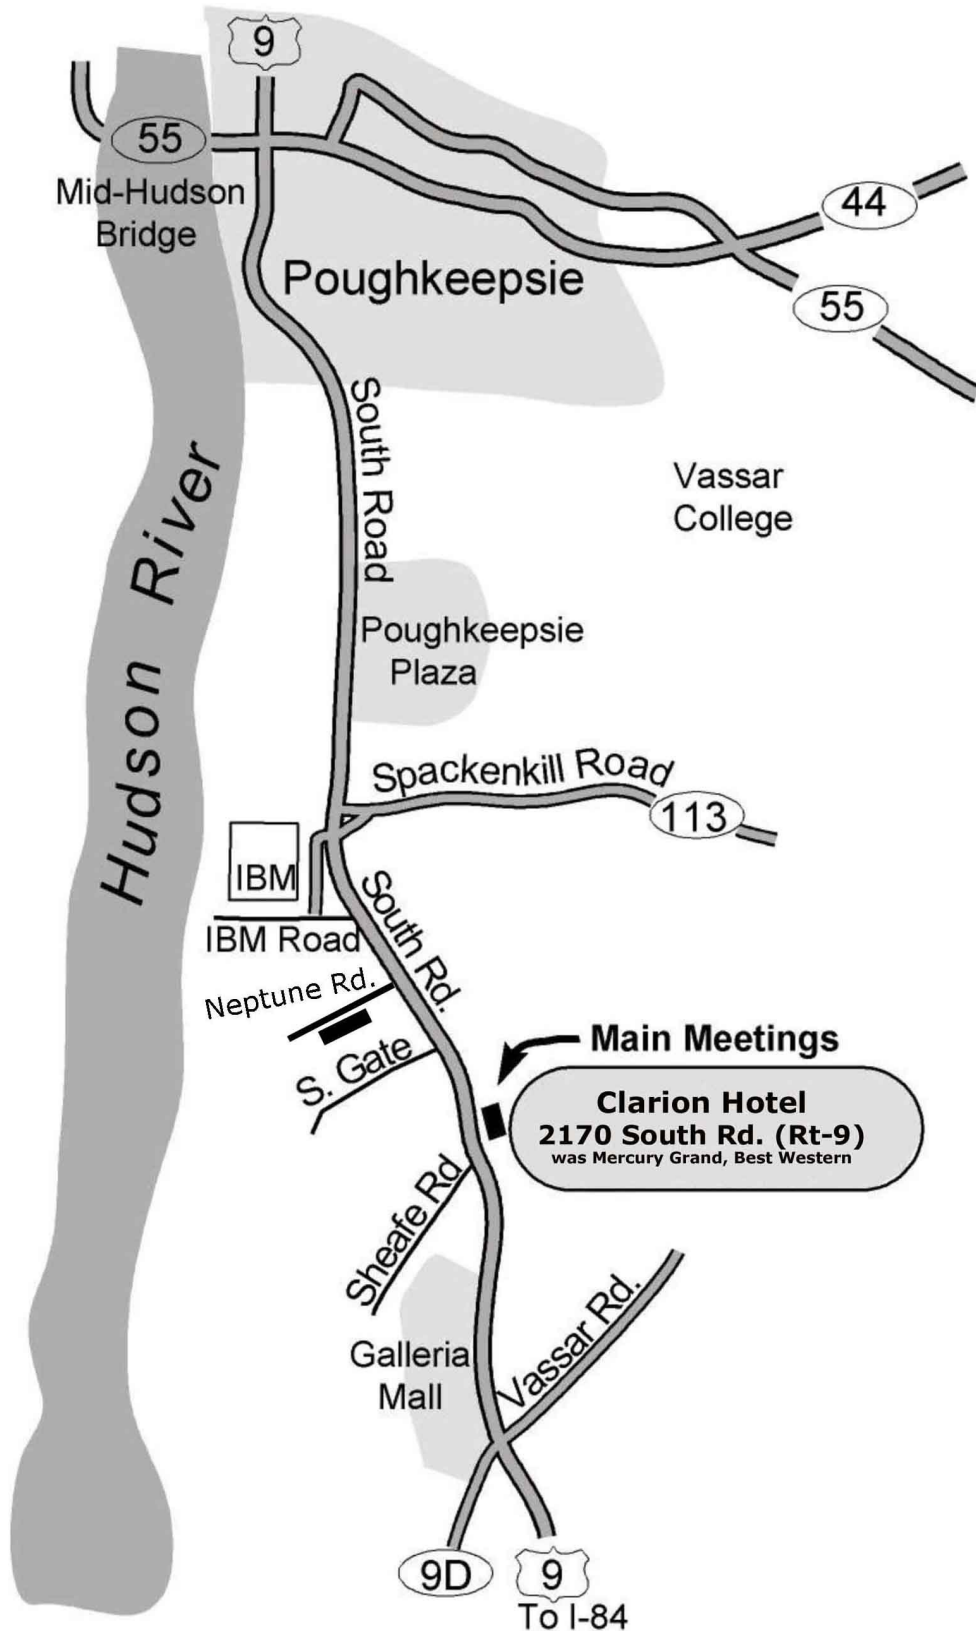 9
55
Mid-Hudson
Bridge
44
Poughkeepsie
55
South Road
Vassar
College
Hudson River
Poughkeepsie
Plaza
Spackenkill Road
113
IBM
IBM Road
South Rd.
Neptune Rd.
S. Gate
Main Meetings
Clarion Hotel
2170 South Rd. (Rt-9)
was Mercury Grand, Best Western
Sheafe Rd
Galleria
Mall
Vassar Rd.
9D
9
To I-84